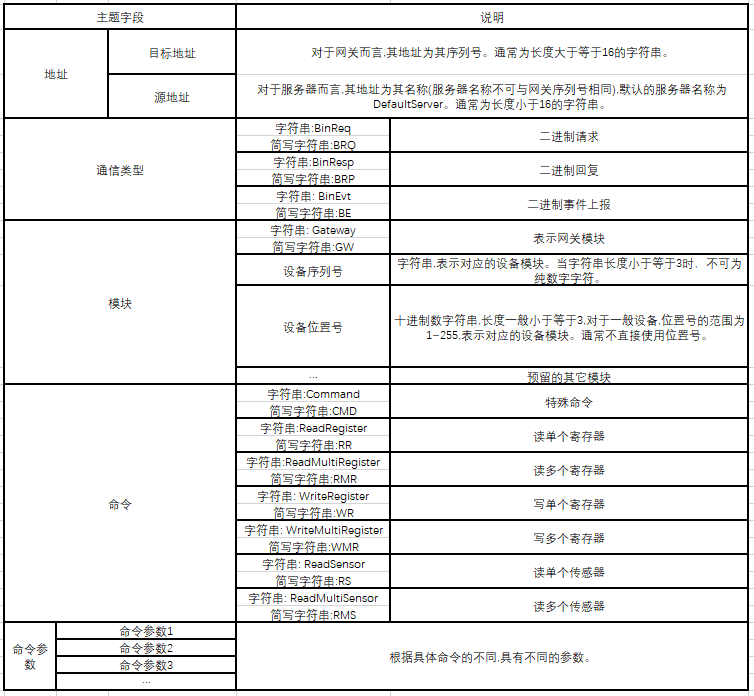 主题字段
说明
地址
目标地址
对于网关而言,其地址为其序列号。通常为长度大于等于16的字符串。
源地址
对于服务器而言,其地址为其名称(服务器名称不可与网关序列号相同),默认的服务器名称为
DefaultServer。通常为长度小于16的字符串。
通信类型
字符串:BinReq
简写字符串:BRQ
二进制请求
字符串:BinResp
简写字符串:BRP
二进制回复
字符串: BinEvt
简写字符串:BE
二进制事件上报
模块
字符串: Gateway
简写字符串:GW
表示网关模块
设备序列号
字符串,表示对应的设备模块。当字符串长度小于等于3时，不可为
纯数字字符。
设备位置号
十进制数字符串,长度一般小于等于3,对于一般设备,位置号的范围为
1-255,表示对应的设备模块。通常不直接使用位置号。
...
预留的其它模块
命令
字符串:Command
简写字符串:CMD
特殊命令
字符串:ReadRegister
简写字符串:RR
读单个寄存器
字符串:ReadMultiRegister
简写字符串:RMR
读多个寄存器
字符串: WriteRegister
简写字符串:WR
写单个寄存器
字符串: WriteMultiRegister
简写字符串:WMR
写多个寄存器
字符串: ReadSensor
简写字符串:RS
读单个传感器
字符串: ReadMultiSensor
简写字符串:RMS
读多个传感器
命令参
数
命令参数1
命令参数2
命令参数3
...
根据具体命令的不同,具有不同的参数。